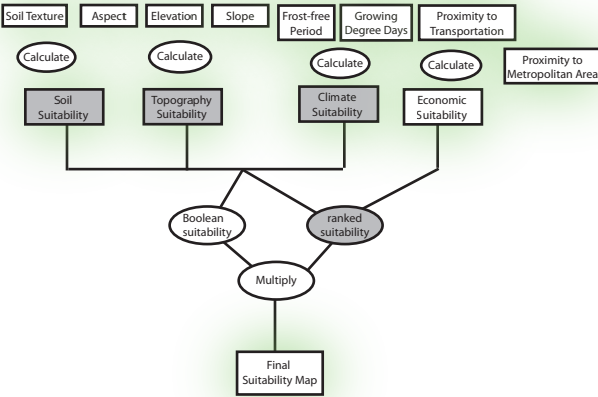 Soil Texture
Aspect
Elevation
Slope
Frost-free
Period
Growing
Degree Days
Proximity to
Transportation
Calculate
Calculate
Calculate
Calculate
Proximity to
Metropolitan Area
Soil
Suitability
Topography
Suitability
Climate
Suitability
Economic
Suitability
Boolean
suitability
ranked
suitability
Multiply
Final
Suitability Map